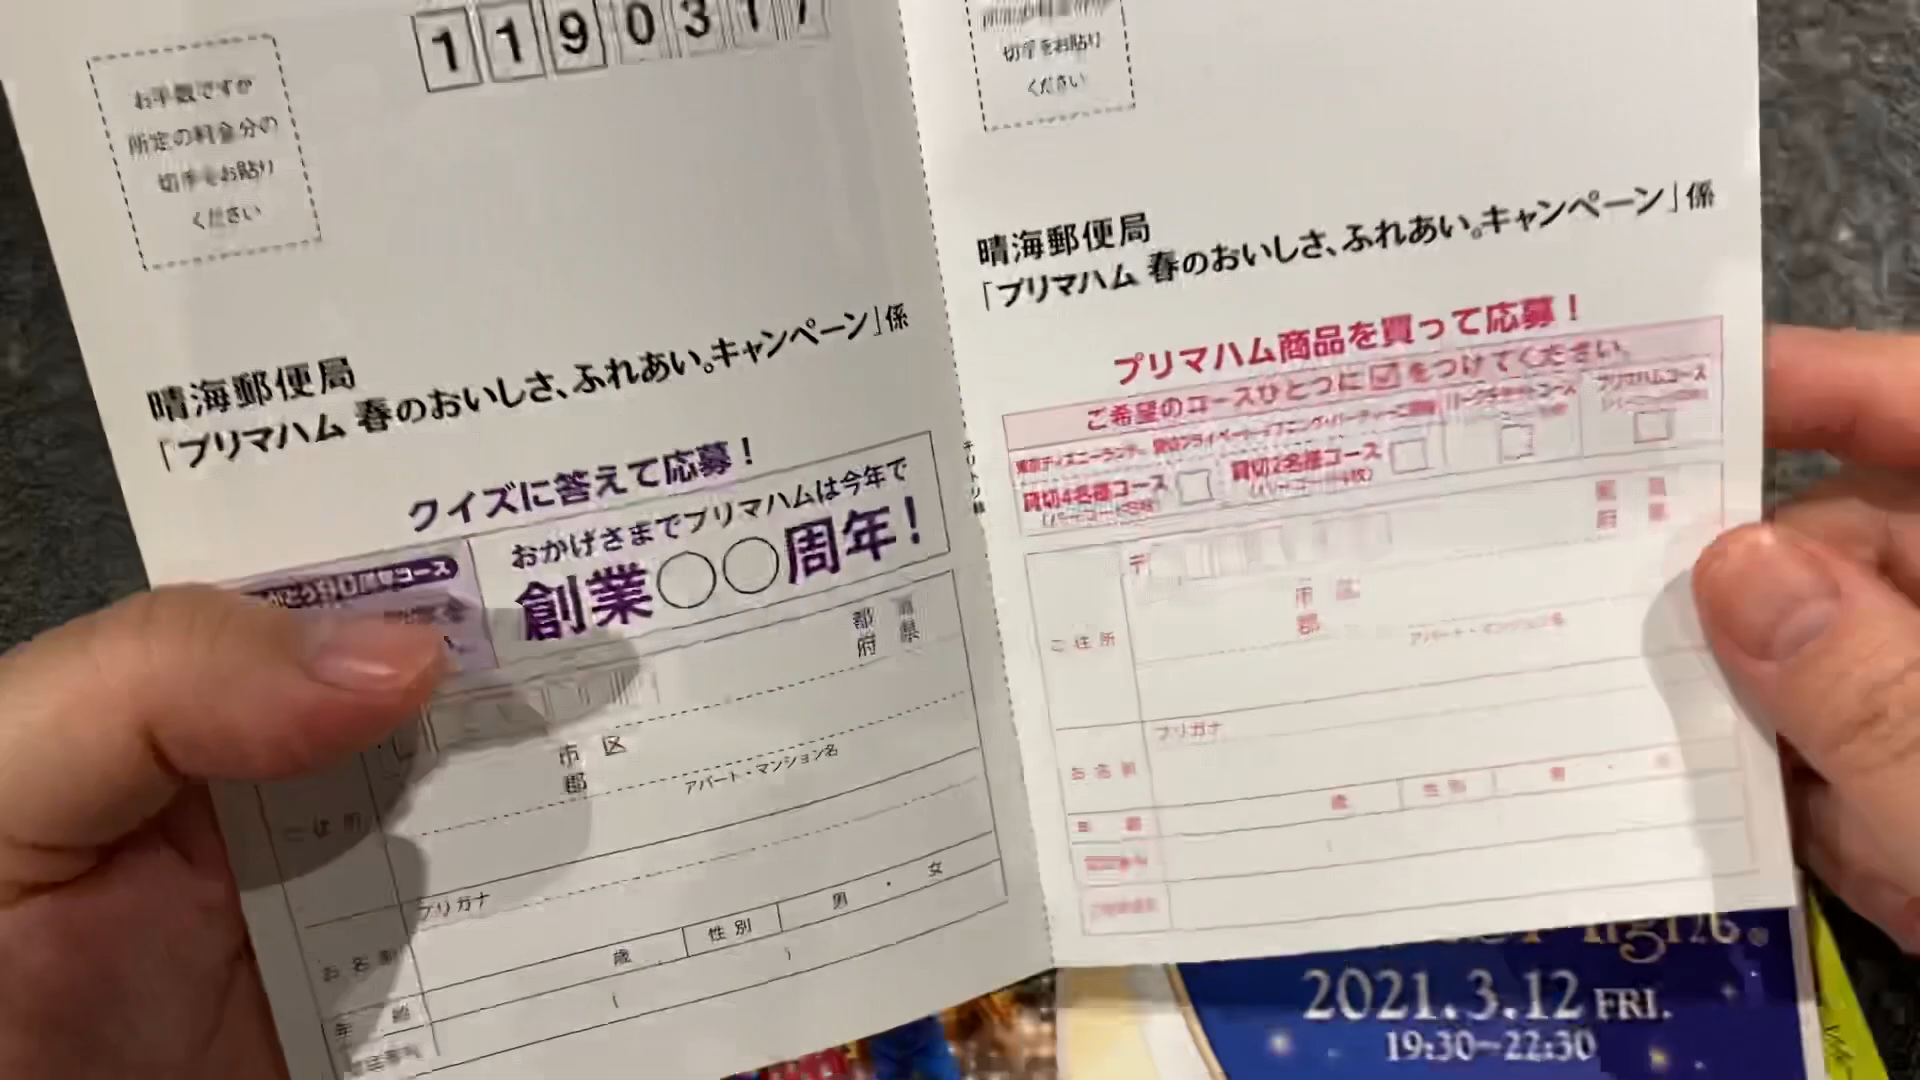 1190317
お手数ですが
所定の料金分の
切手をお貼り
ください
晴海郵便局
「プリマハム 春のおいしさ、ふれあい。キャンペーン」係
クイズに答えて応募!
おかげさまでプリマハムは今年で
創業○○周年!
都 県
府 県
市 区
郡
アパート・マンション名
ご住所
フリガナ
お名前
歳 性別 男 ・ 女
年 齢
切手をお貼り
ください
晴海郵便局
「プリマハム 春のおいしさ、ふれあい。キャンペーン」係
プリマハム商品を買って応募!
ご希望のコースひとつに☑をつけてください。
貸切4名様コース
貸切2名様コース
プリマハムコース
キリトリ線
〒
市 区
郡
アパート・マンション名
ご住所
フリガナ
お名前
歳 性別 男 ・
2021.3.12 FRI.
19:30~22:30